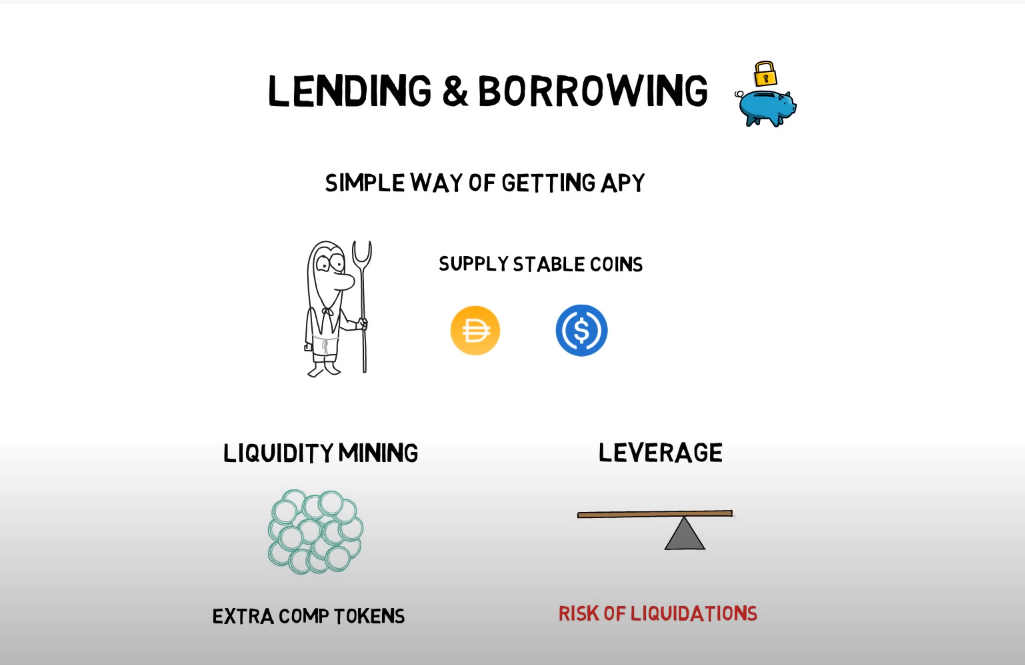 LENDING & BORROWING
SIMPLE WAY OF GETTING APY
SUPPLY STABLE COINS
LIQUIDITY MINING
LEVERAGE
EXTRA COMP TOKENS
RISK OF LIQUIDATIONS